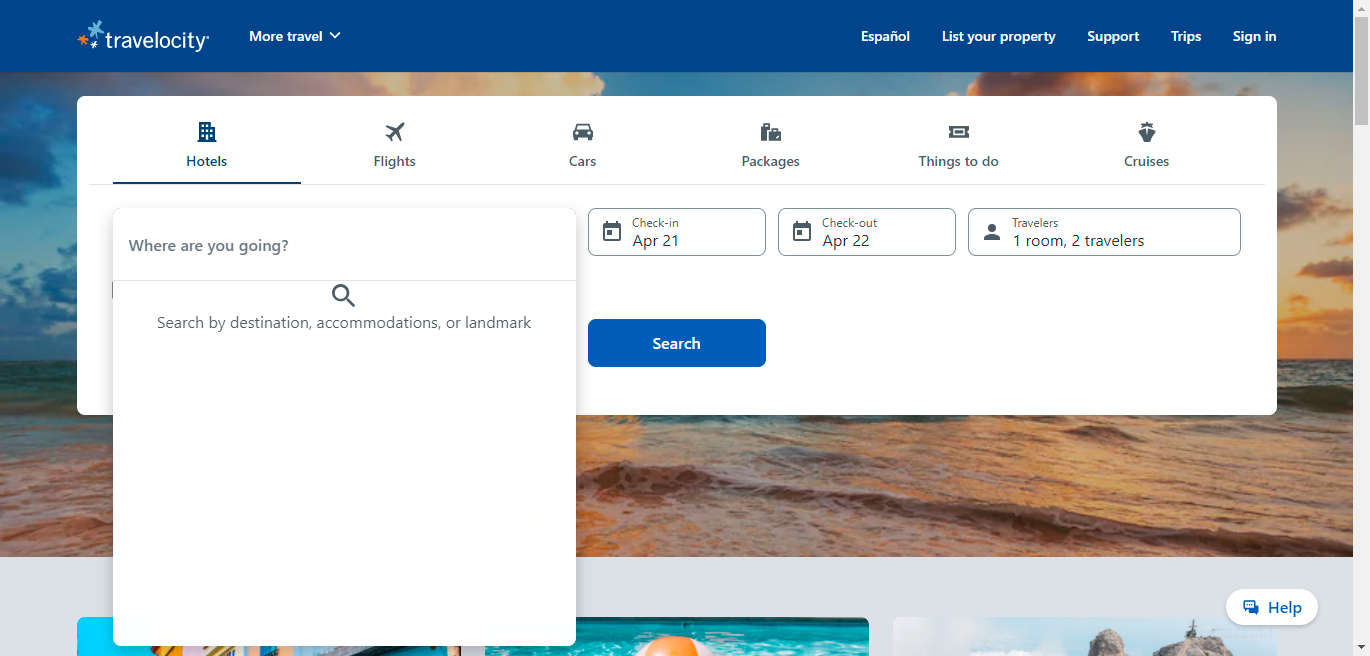 travelocity
More travel
Español
List your property
Support
Trips
Sign in
Hotels
Flights
Cars
Packages
Things to do
Cruises
Where are you going?
Search by destination, accommodations, or landmark
Check-in
Apr 21
Check-out
Apr 22
Travelers
1 room, 2 travelers
Search
Help